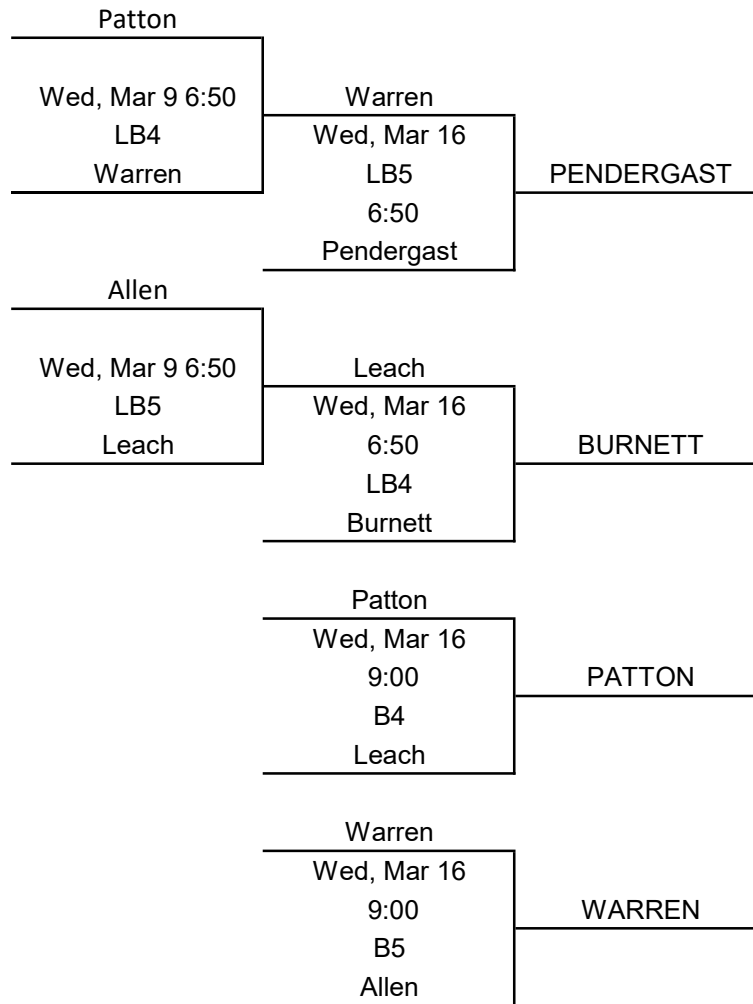 Patton
Wed, Mar 9 6:50
LB4
Warren
Warren
Wed, Mar 16
LB5
6:50
Pendergast
PENDERGAST
Allen
Wed, Mar 9 6:50
LB5
Leach
Leach
Wed, Mar 16
6:50
LB4
Burnett
BURNETT
Patton
Wed, Mar 16
9:00
B4
Leach
PATTON
Warren
Wed, Mar 16
9:00
B5
Allen
WARREN